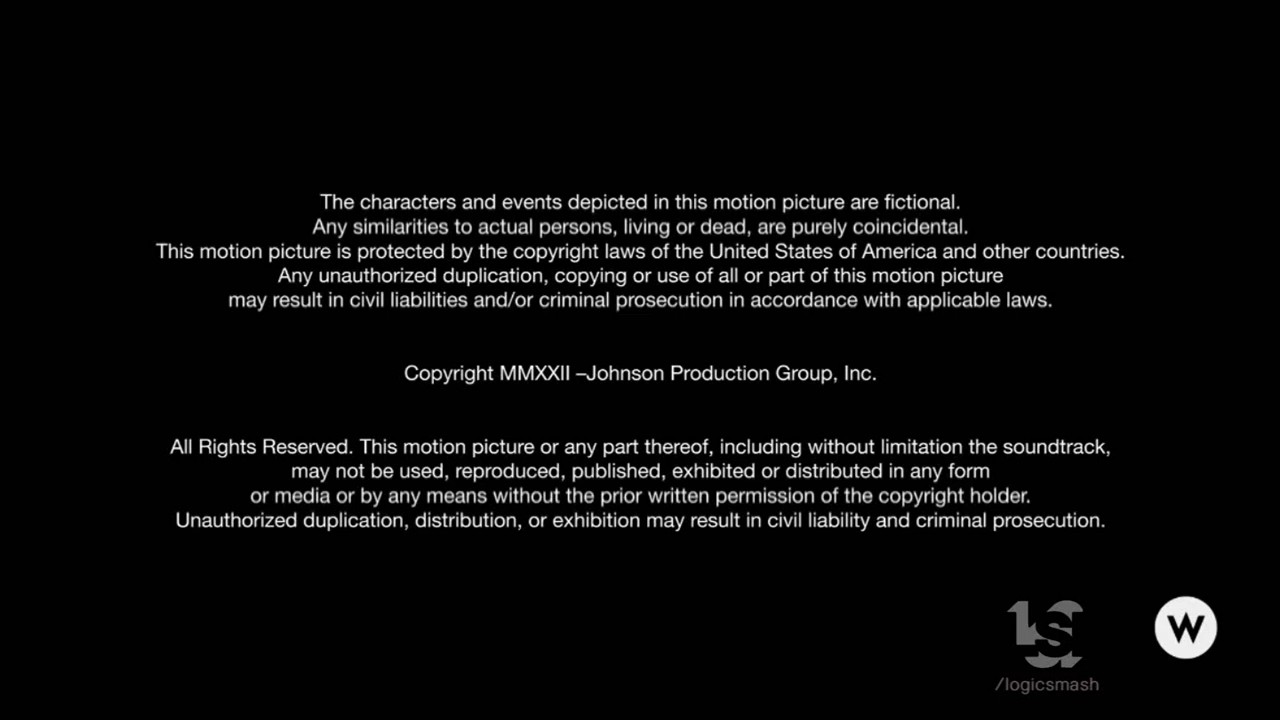 The characters and events depicted in this motion picture are fictional.
Any similarities to actual persons, living or dead, are purely coincidental.
This motion picture is protected by the copyright laws of the United States of America and other countries.
Any unauthorized duplication, copying or use of all or part of this motion picture
may result in civil liabilities and/or criminal prosecution in accordance with applicable laws.
Copyright MMXXII –Johnson Production Group, Inc.
All Rights Reserved. This motion picture or any part thereof, including without limitation the soundtrack,
may not be used, reproduced, published, exhibited or distributed in any form
or media or by any means without the prior written permission of the copyright holder.
Unauthorized duplication, distribution, or exhibition may result in civil liability and criminal prosecution.
W
/logicsmash